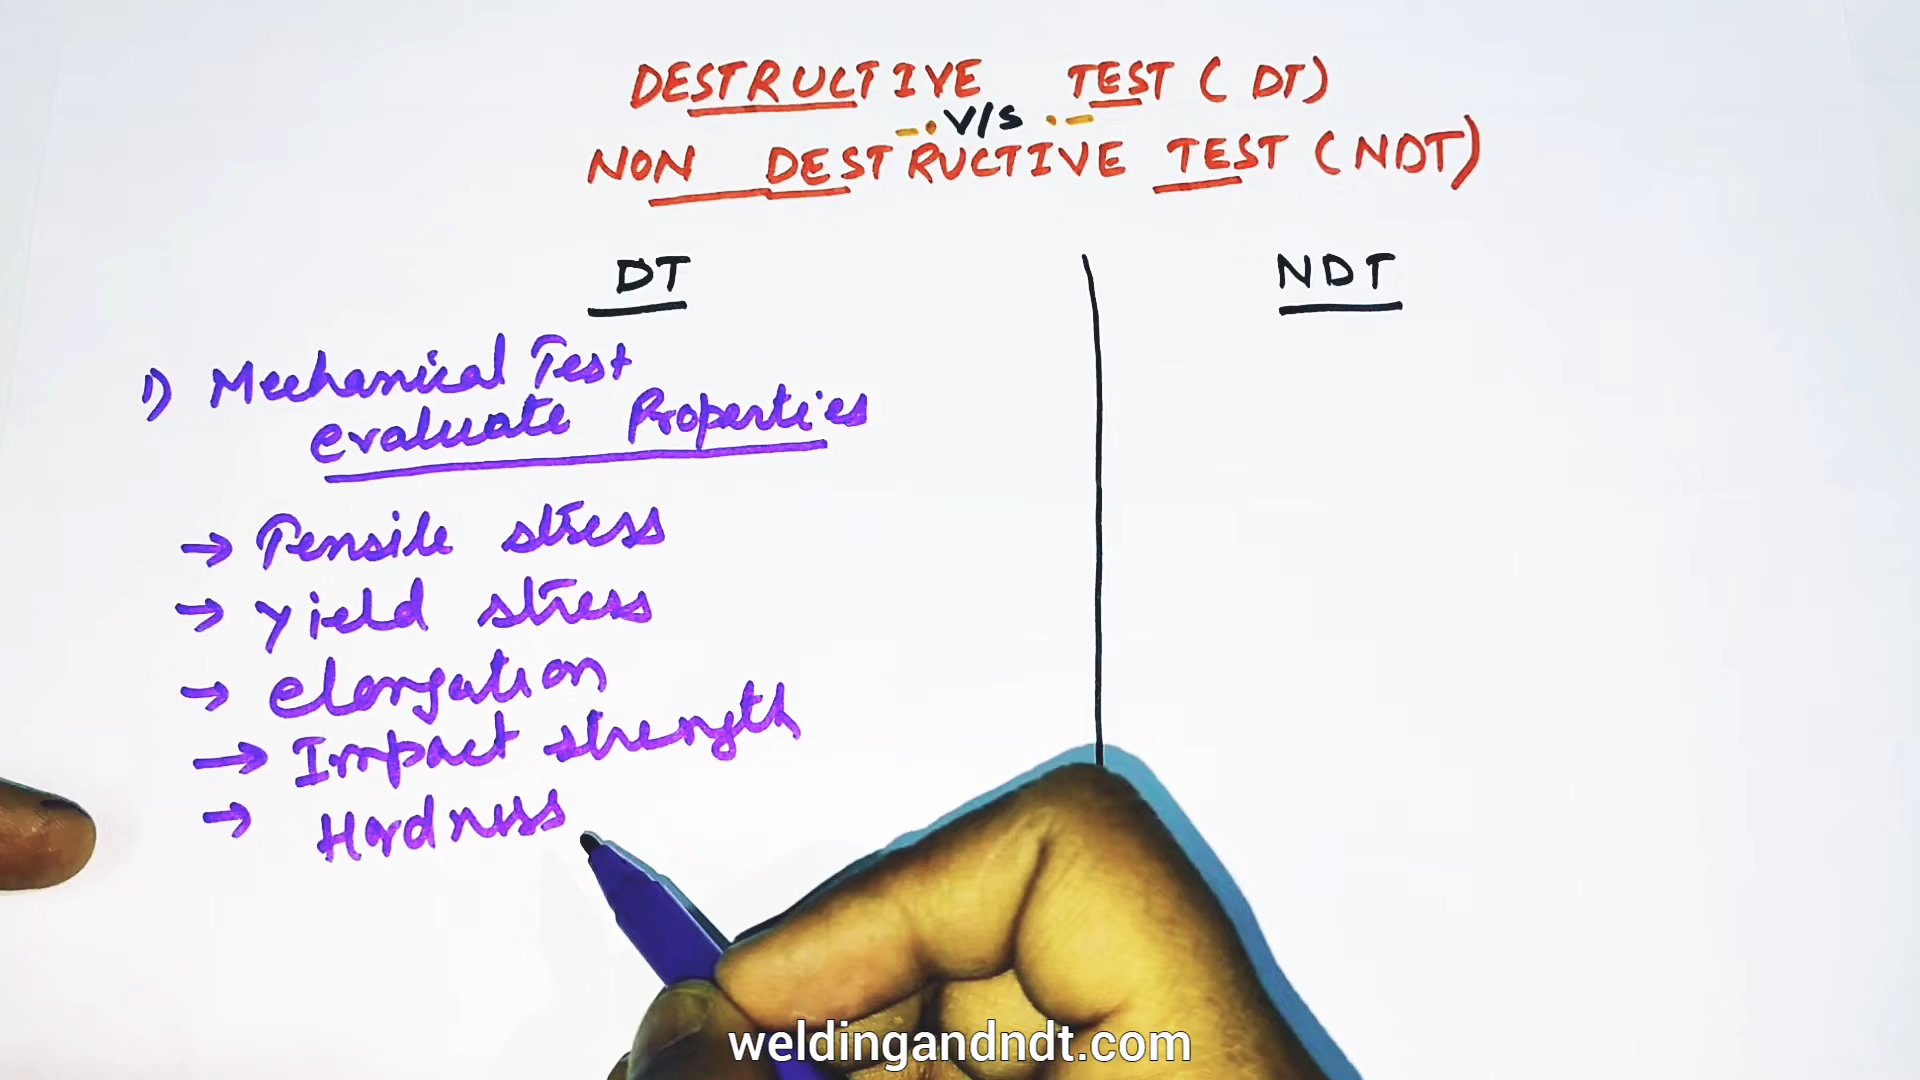 DESTRUCTIVE TEST (DT)
V/S
NON DESTRUCTIVE TEST (NDT)
DT
NDT
1) Mechanical Test
evaluate Properties
→ Tensile stress
→ Yield stress
→ elongation
→ Impact strength
→ Hardness
weldingandndt.com